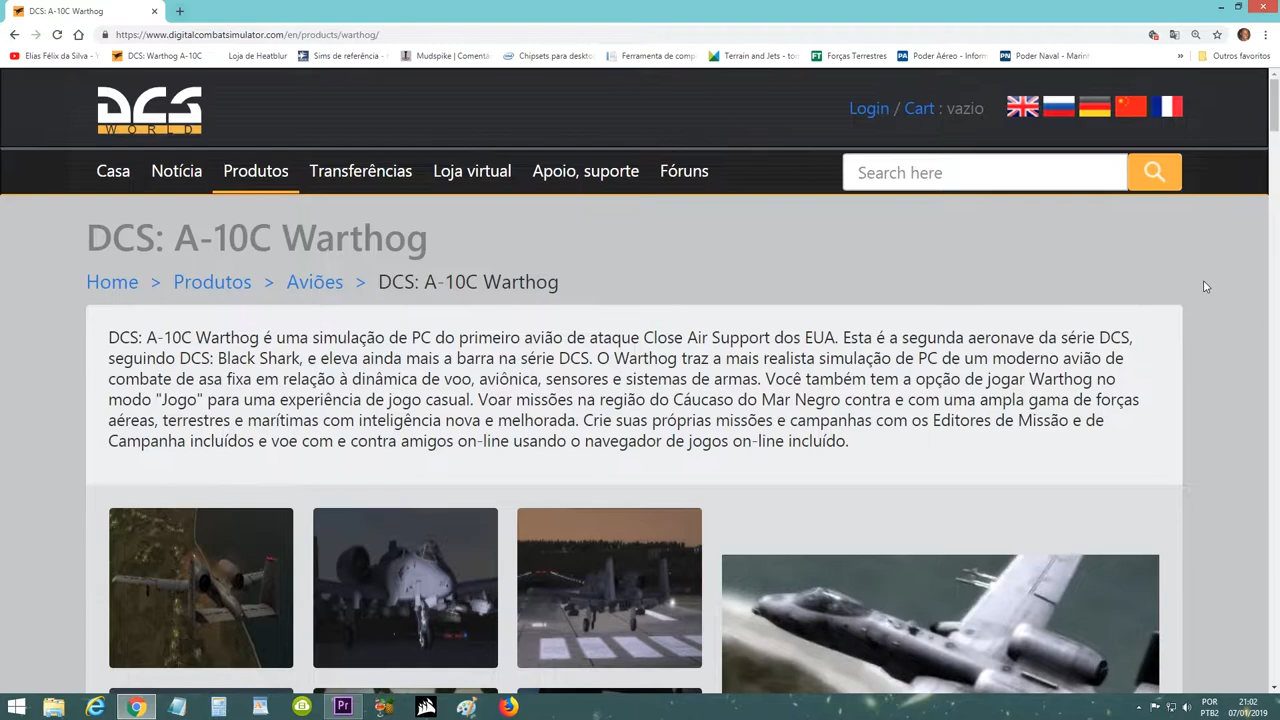 DCS: A-10C Warthog
https://www.digitalcombatsimulator.com/en/products/warthog/
Elias Félix da Silva - Y
DCS: Warthog A-10C
Loja de Heatblur
Sims de referência -
Mudspike | Comentá
Chipsets para deskto
Ferramenta de comp
Terrain and Jets - to
Forças Terrestres
Poder Aéreo - Inform
Poder Naval - Marin
»
Outros favoritos
DCS
WORLD
Login / Cart : vazio
Casa
Notícia
Produtos
Transferências
Loja virtual
Apoio, suporte
Fóruns
Search here
DCS: A-10C Warthog
Home > Produtos > Aviões > DCS: A-10C Warthog
DCS: A-10C Warthog é uma simulação de PC do primeiro avião de ataque Close Air Support dos EUA. Esta é a segunda aeronave da série DCS,
seguindo DCS: Black Shark, e eleva ainda mais a barra na série DCS. O Warthog traz a mais realista simulação de PC de um moderno avião de
combate de asa fixa em relação à dinâmica de voo, aviônica, sensores e sistemas de armas. Você também tem a opção de jogar Warthog no
modo "Jogo" para uma experiência de jogo casual. Voar missões na região do Cáucaso do Mar Negro contra e com uma ampla gama de forças
aéreas, terrestres e marítimas com inteligência nova e melhorada. Crie suas próprias missões e campanhas com os Editores de Missão e de
Campanha incluídos e voe com e contra amigos on-line usando o navegador de jogos on-line incluído.
Pr
POR
PTB2
21:02
07/01/2019